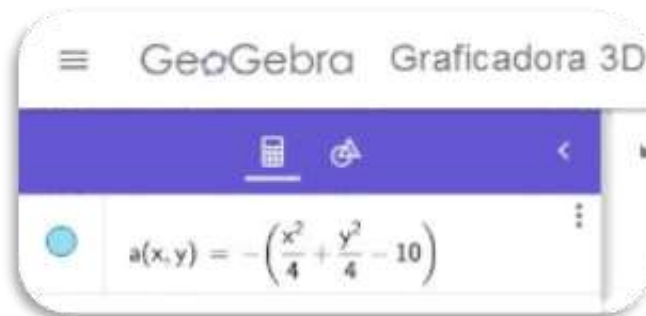 GeoGebra Graficadora 3D
a(x, y) = -(x²/4 + y²/4 - 10)